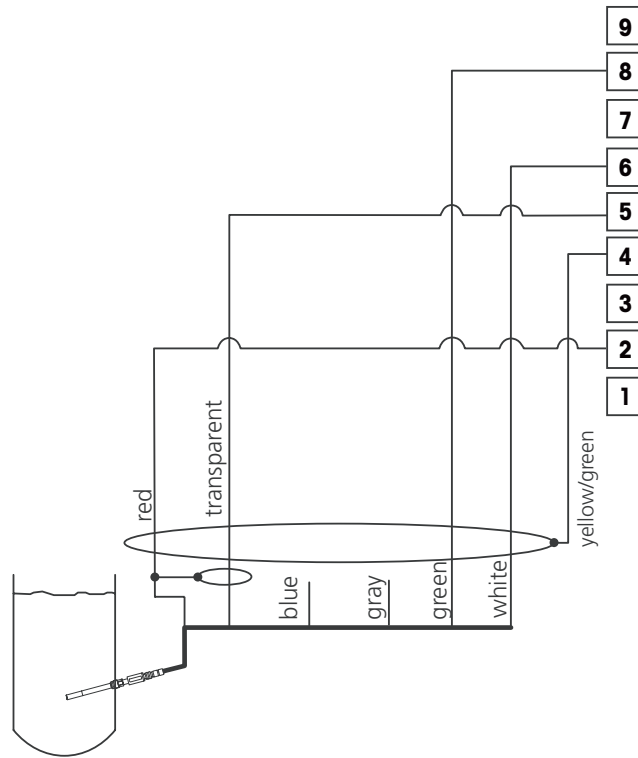 9
8
7
6
5
4
3
2
1
red
transparent
blue
gray
green
white
yellow/green